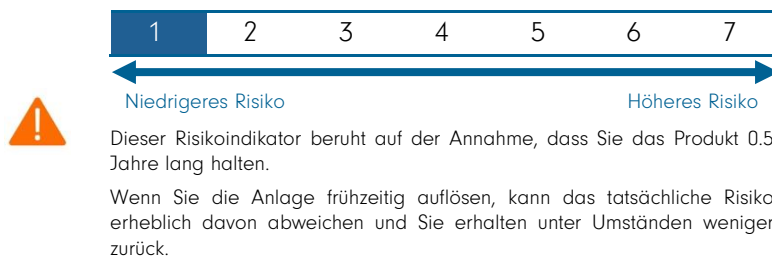 1 2 3 4 5 6 7
Niedrigeres Risiko Höheres Risiko
Dieser Risikoindikator beruht auf der Annahme, dass Sie das Produkt 0.5
Jahre lang halten.
Wenn Sie die Anlage frühzeitig auflösen, kann das tatsächliche Risiko
erheblich davon abweichen und Sie erhalten unter Umständen weniger
zurück.